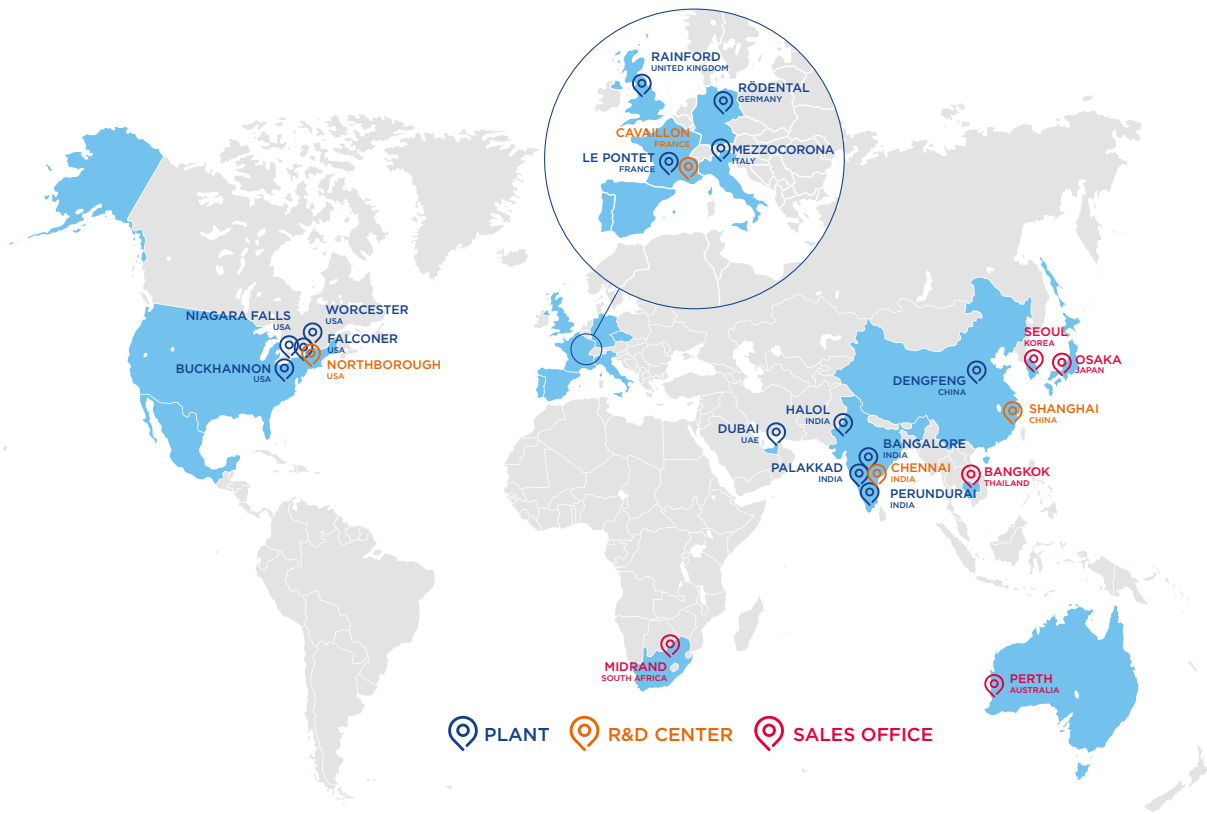 RAINFORD
UNITED KINGDOM
RÖDENTAL
GERMANY
CAVAILLON
FRANCE
MEZZOCORONA
ITALY
LE PONTET
FRANCE
NIAGARA FALLS
USA
WORCESTER
USA
FALCONER
USA
NORTHBOROUGH
USA
BUCKHANNON
USA
SEOUL
KOREA
OSAKA
JAPAN
DENGFENG
CHINA
SHANGHAI
CHINA
HALOL
INDIA
DUBAI
UAE
BANGALORE
INDIA
PALAKKAD
INDIA
CHENNAI
INDIA
BANGKOK
THAILAND
PERUNDURAI
INDIA
MIDRAND
SOUTH AFRICA
PERTH
AUSTRALIA
PLANT
R&D CENTER
SALES OFFICE